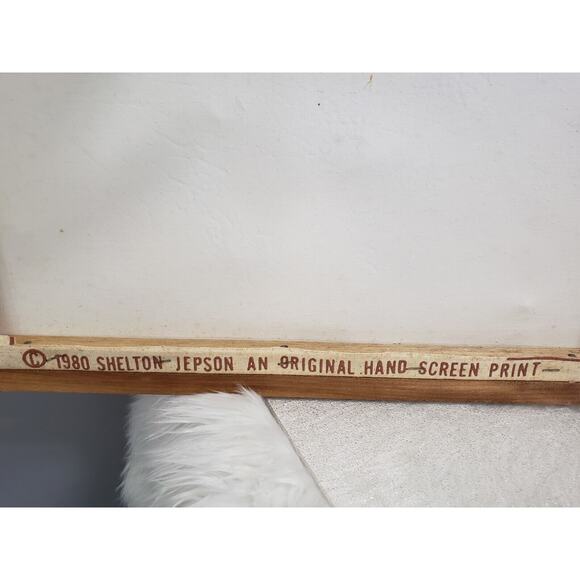 © 1980 SHELTON JEPSON AN ORIGINAL HAND SCREEN PRINT